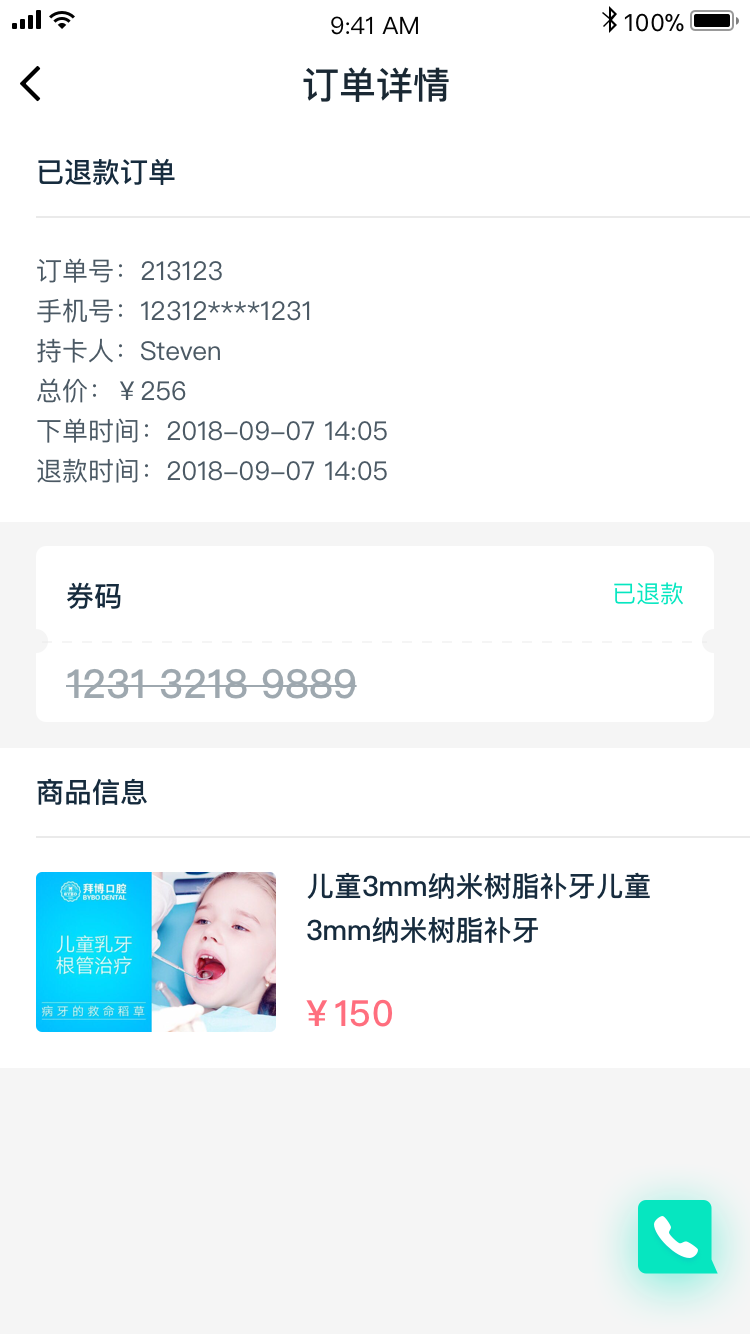 9:41 AM
100%
订单详情
已退款订单
订单号：213123
手机号：12312****1231
持卡人：Steven
总价：￥256
下单时间：2018-09-07 14:05
退款时间：2018-09-07 14:05
券码
已退款
1231 3218 9889
商品信息
拜博口腔
BYBO DENTAL
儿童乳牙
根管治疗
病牙的救命稻草
儿童3mm纳米树脂补牙儿童
3mm纳米树脂补牙
￥150